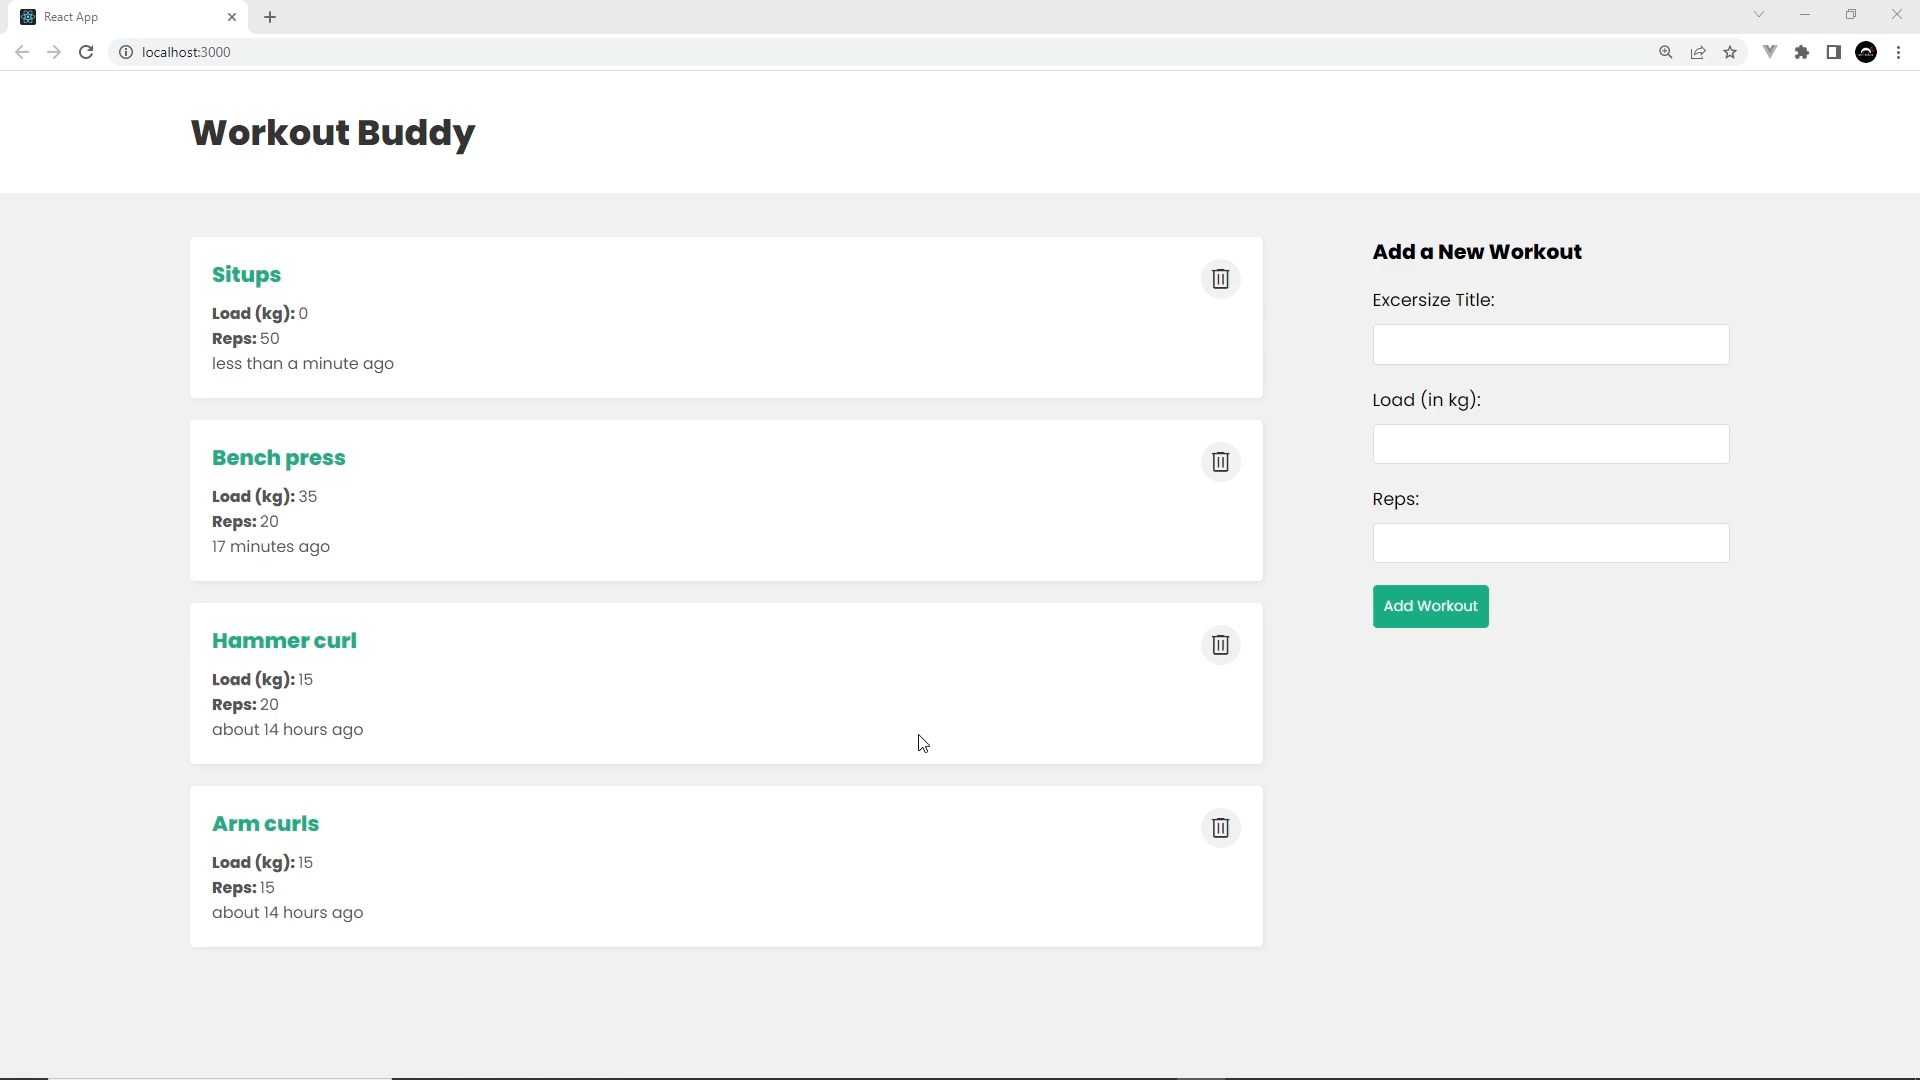 React App
localhost:3000
Workout Buddy
Situps
Load (kg): 0
Reps: 50
less than a minute ago
Bench press
Load (kg): 35
Reps: 20
17 minutes ago
Hammer curl
Load (kg): 15
Reps: 20
about 14 hours ago
Arm curls
Load (kg): 15
Reps: 15
about 14 hours ago
Add a New Workout
Excersize Title:
Load (in kg):
Reps:
Add Workout